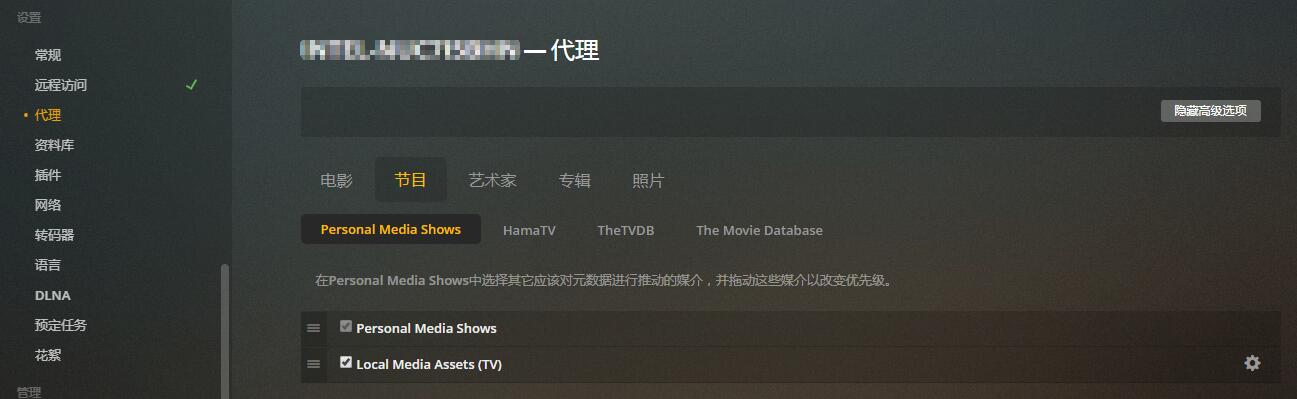 设置
常规
远程访问
代理
资料库
插件
网络
转码器
语言
DLNA
预定任务
花絮
管理
— 代理
隐藏高级选项
电影 节目 艺术家 专辑 照片
Personal Media Shows HamaTV TheTVDB The Movie Database
在Personal Media Shows中选择其它应该对元数据进行推动的媒介，并拖动这些媒介以改变优先级。
Personal Media Shows
Local Media Assets (TV)